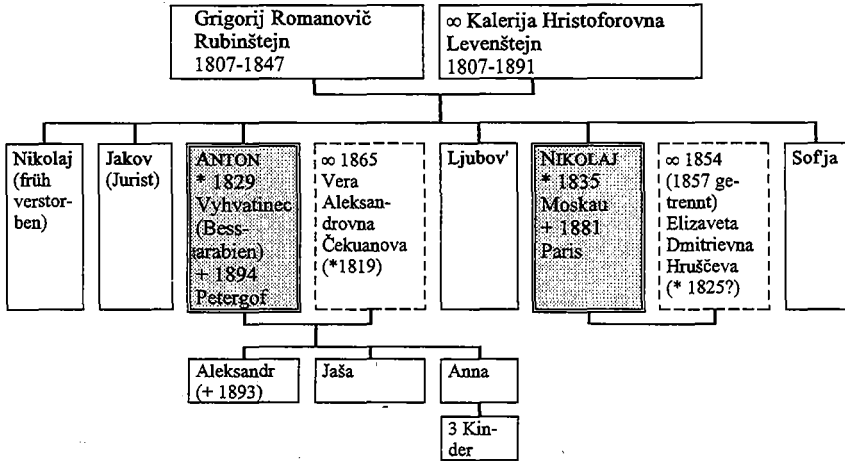 Grigorij Romanovič
Rubinštejn
1807-1847
∞ Kalerija Hristoforovna
Levenštejn
1807-1891
Nikolaj
(früh
verstor-
ben)
Jakov
(Jurist)
ANTON
* 1829
Vyhvatinec
(Bess-
arabien)
+ 1894
Petergof
∞ 1865
Vera
Aleksan-
drovna
Čekuanova
(*1819)
Ljubov'
NIKOLAJ
* 1835
Moskau
+ 1881
Paris
∞ 1854
(1857 ge-
trennt)
Elizaveta
Dmitrievna
Hruščeva
(* 1825?)
Sof'ja
Aleksandr
(+ 1893)
Jaša
Anna
3 Kin-
der